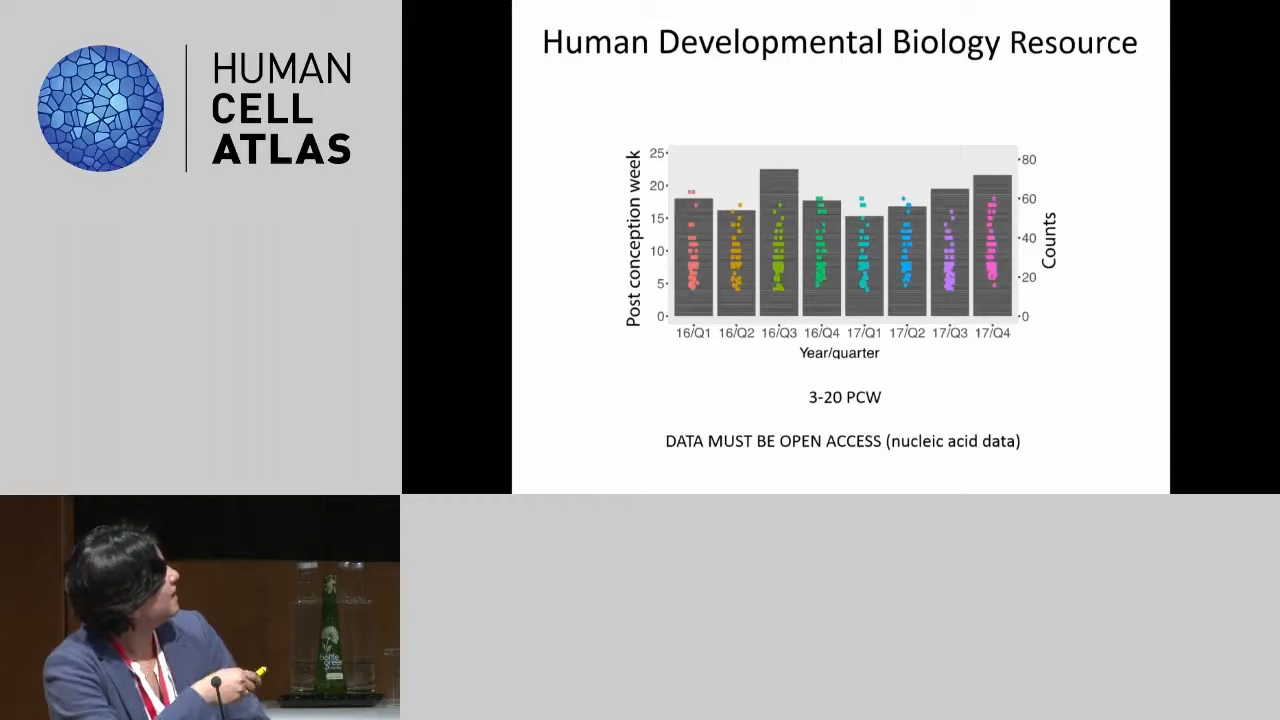 HUMAN
CELL
ATLAS
Human Developmental Biology Resource
Post conception week
25
20
15
10
5
0
80
60
40
20
0
Counts
16/Q1 16/Q2 16/Q3 16/Q4 17/Q1 17/Q2 17/Q3 17/Q4
Year/quarter
3-20 PCW
DATA MUST BE OPEN ACCESS (nucleic acid data)
bottle
green